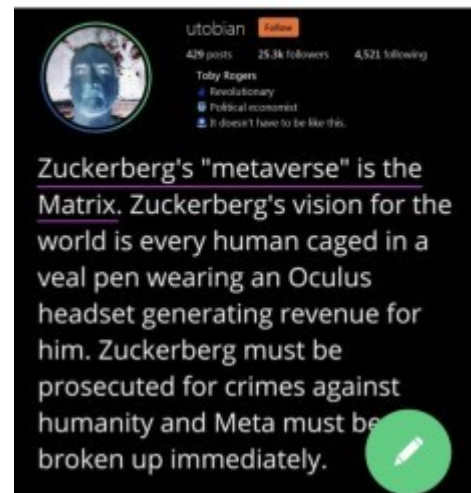 utobian Follow
429 posts 25.3k followers 4,521 following
Toby Rogers
Revolutionary
Political economist
It doesn't have to be like this.
Zuckerberg's "metaverse" is the
Matrix. Zuckerberg's vision for the
world is every human caged in a
veal pen wearing an Oculus
headset generating revenue for
him. Zuckerberg must be
prosecuted for crimes against
humanity and Meta must be
broken up immediately.